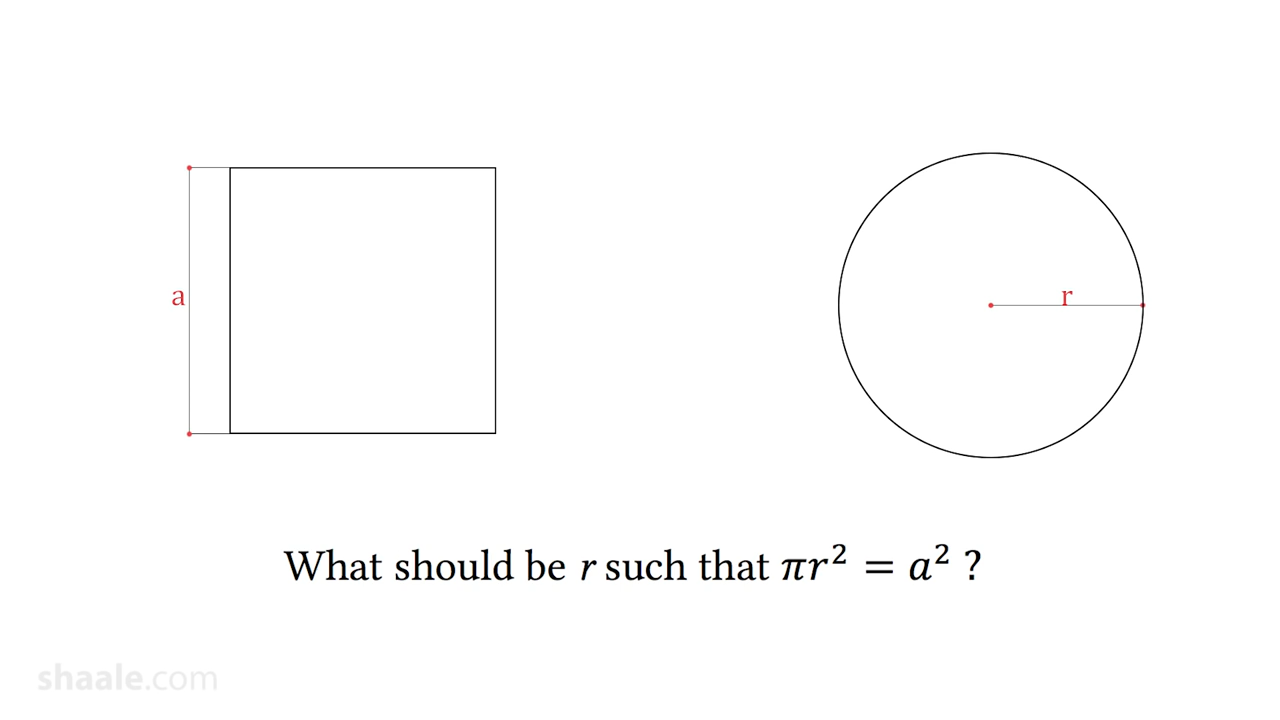 a
r
What should be r such that 𝜋𝑟² = 𝑎² ?
shaale.com